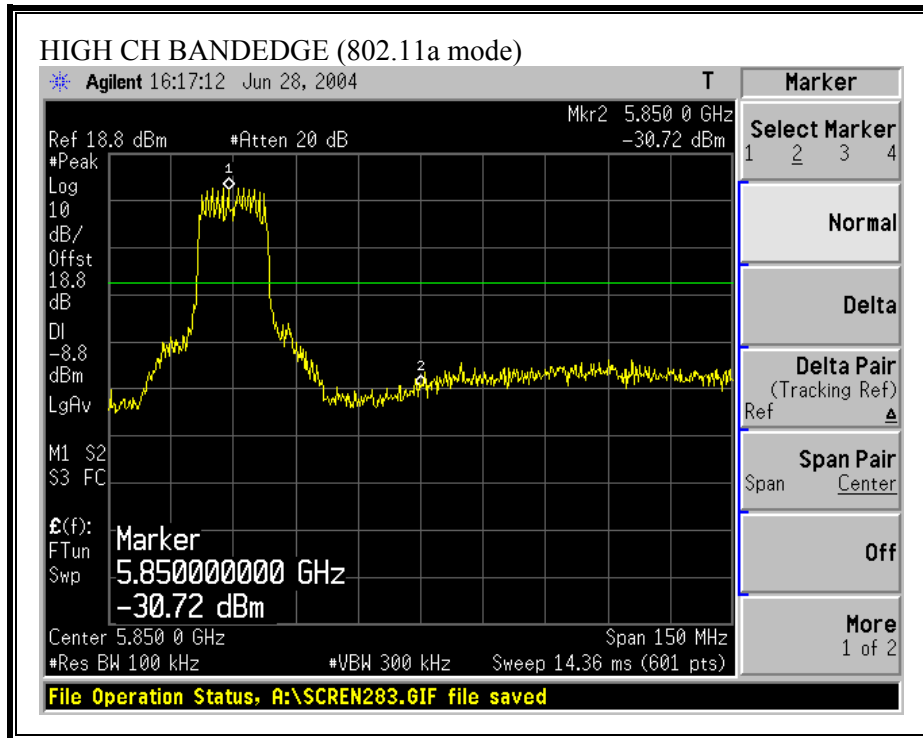 HIGH CH BANDEDGE (802.11a mode)
Agilent 16:17:12 Jun 28, 2004 T
Mkr2 5.850 0 GHz
Ref 18.8 dBm #Atten 20 dB -30.72 dBm
#Peak
Log
10
dB/
Offst
18.8
dB
DI
-8.8
dBm
LgAv
M1 S2
S3 FC
£(f):
FTun
Swp
1
2
Marker
5.850000000 GHz
-30.72 dBm
Center 5.850 0 GHz Span 150 MHz
#Res BW 100 kHz #VBW 300 kHz Sweep 14.36 ms (601 pts)
File Operation Status, A:\SCREN283.GIF file saved
Marker
Select Marker
1 2 3 4
Normal
Delta
Delta Pair
(Tracking Ref)
Ref Δ
Span Pair
Span Center
Off
More
1 of 2